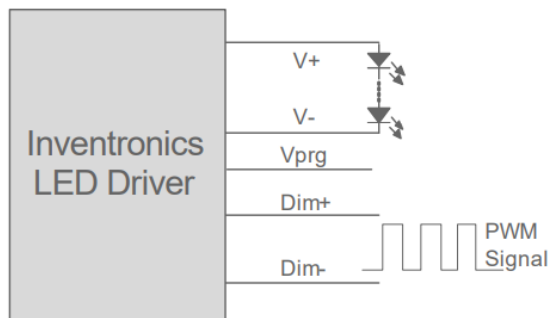 Inventronics
LED Driver
V+
V-
Vprg
Dim+
Dim-
PWM
Signal